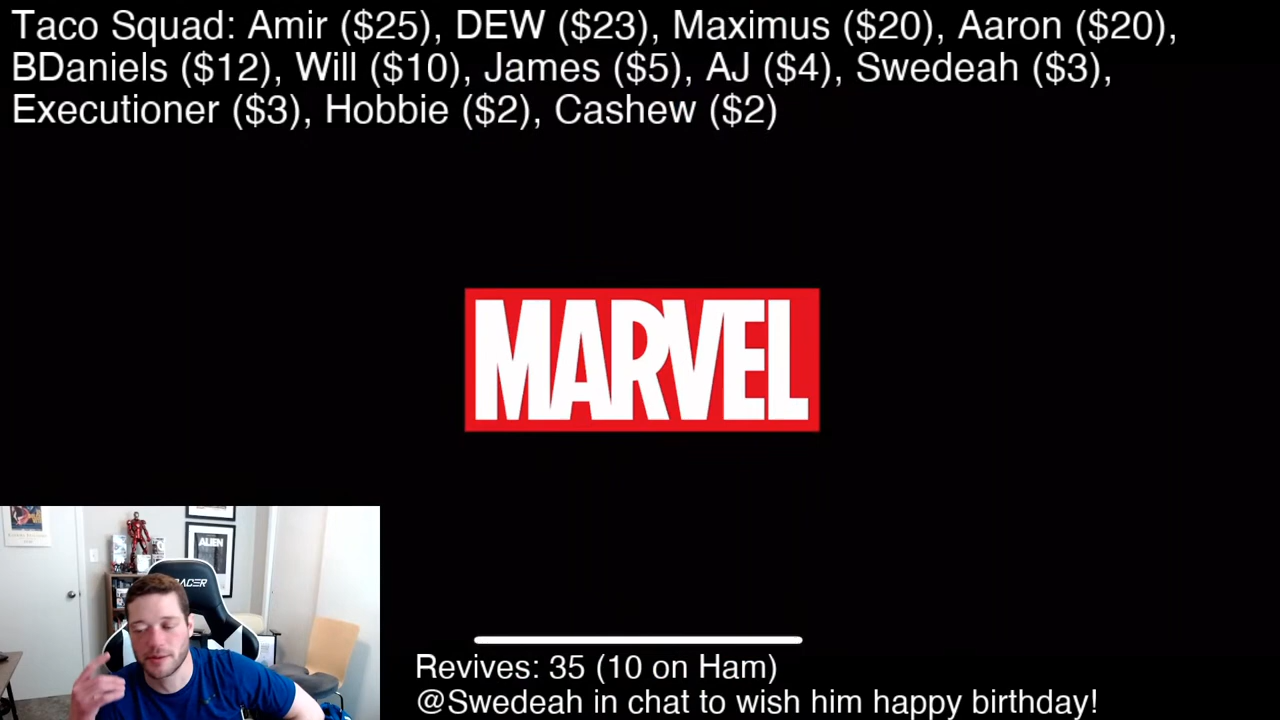 Taco Squad: Amir ($25), DEW ($23), Maximus ($20), Aaron ($20),
BDaniels ($12), Will ($10), James ($5), AJ ($4), Swedeah ($3),
Executioner ($3), Hobbie ($2), Cashew ($2)
MARVEL
ALIEN
RACER
Revives: 35 (10 on Ham)
@Swedeah in chat to wish him happy birthday!